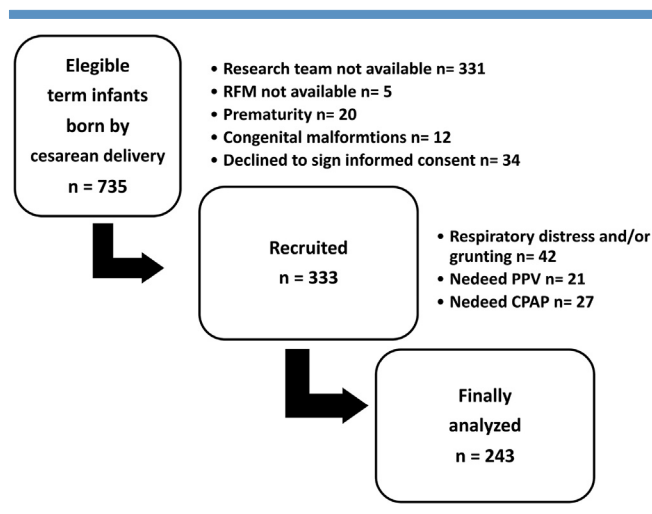 Elegible
term infants
born by
cesarean delivery
n = 735
• Research team not available n= 331
• RFM not available n= 5
• Prematurity n= 20
• Congenital malformtions n= 12
• Declined to sign informed consent n= 34
Recruited
n = 333
• Respiratory distress and/or
grunting n= 42
• Nedeed PPV n= 21
• Nedeed CPAP n= 27
Finally
analyzed
n = 243